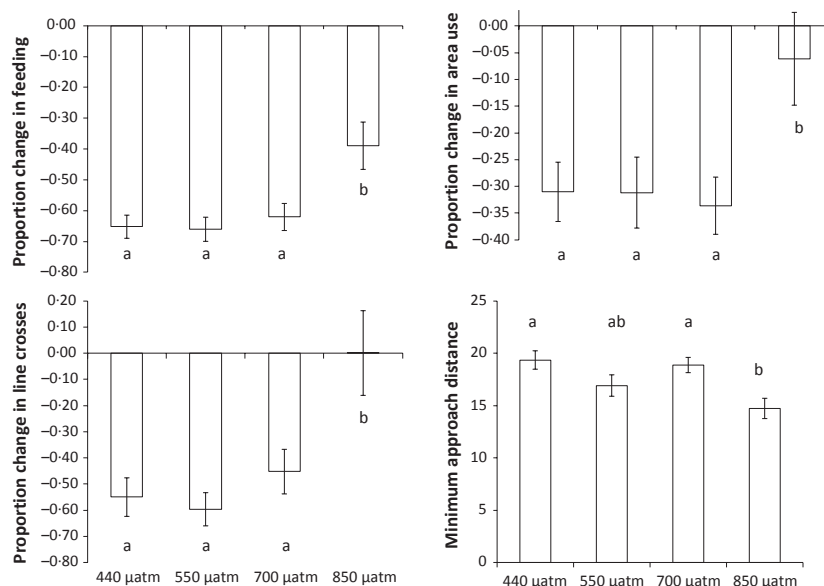 Proportion change in feeding
0·00
−0·10
−0·20
−0·30
−0·40
−0·50
−0·60
−0·70
−0·80
a
a
a
b
Proportion change in area use
0·00
−0·05
−0·10
−0·15
−0·20
−0·25
−0·30
−0·35
−0·40
a
a
a
b
Proportion change in line crosses
0·20
0·10
0·00
−0·10
−0·20
−0·30
−0·40
−0·50
−0·60
−0·70
−0·80
a
a
a
b
440 µatm 550 µatm 700 µatm 850 µatm
Minimum approach distance
25
20
15
10
5
0
a
ab
a
b
440 µatm 550 µatm 700 µatm 850 µatm